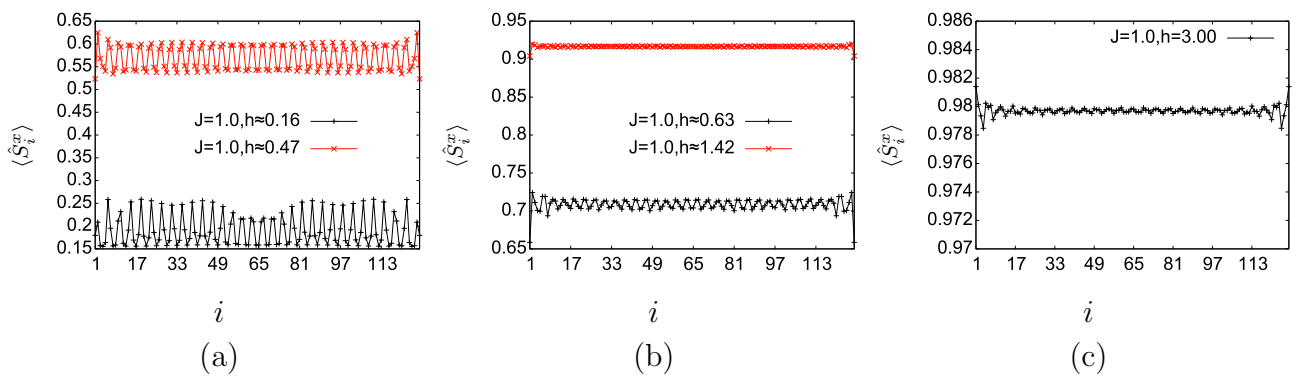 0.65
0.6
0.55
0.5
0.45
0.4
0.35
0.3
0.25
0.2
0.15
⟨Ŝᵢˣ⟩
J=1.0,h≈0.16
J=1.0,h≈0.47
1 17 33 49 65 81 97 113
i
(a)
0.95
0.9
0.85
0.8
0.75
0.7
0.65
⟨Ŝᵢˣ⟩
J=1.0,h≈0.63
J=1.0,h≈1.42
1 17 33 49 65 81 97 113
i
(b)
0.986
0.984
0.982
0.98
0.978
0.976
0.974
0.972
0.97
⟨Ŝᵢˣ⟩
J=1.0,h=3.00
1 17 33 49 65 81 97 113
i
(c)